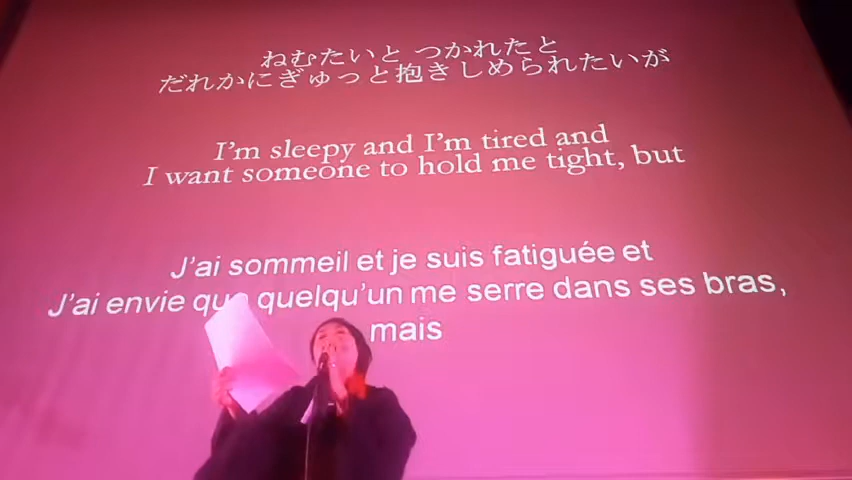 ねむたいと つかれたと
だれかにぎゅっと抱きしめられたいが
I'm sleepy and I'm tired and
I want someone to hold me tight, but
J'ai sommeil et je suis fatiguée et
J'ai envie que quelqu'un me serre dans ses bras,
mais